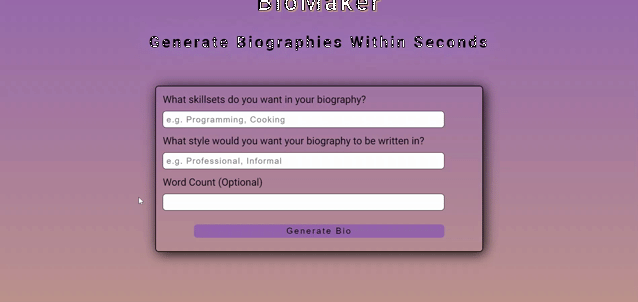 BioMaker
Generate Biographies Within Seconds
What skillsets do you want in your biography?
e.g. Programming, Cooking
What style would you want your biography to be written in?
e.g. Professional, Informal
Word Count (Optional)
Generate Bio